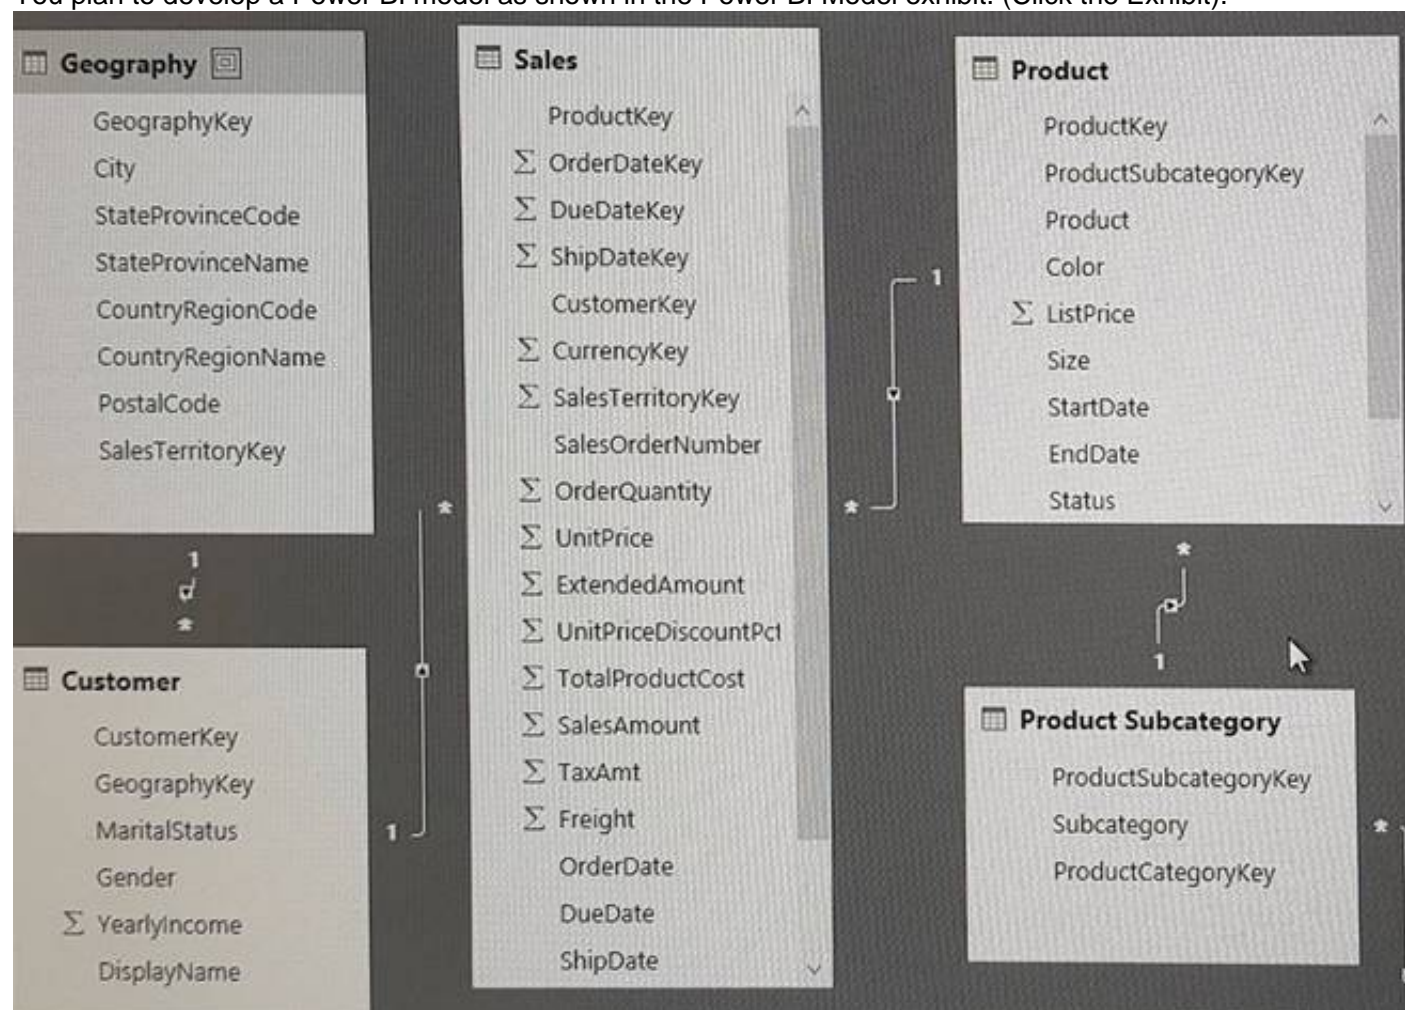 You plan to develop a Power BI model as shown in the Power BI Model exhibit. (Click the Exhibit).
Geography
GeographyKey
City
StateProvinceCode
StateProvinceName
CountryRegionCode
CountryRegionName
PostalCode
SalesTerritoryKey
1
*
Customer
CustomerKey
GeographyKey
MaritalStatus
Gender
Σ YearlyIncome
DisplayName
*
1
Sales
ProductKey
Σ OrderDateKey
Σ DueDateKey
Σ ShipDateKey
CustomerKey
Σ CurrencyKey
Σ SalesTerritoryKey
SalesOrderNumber
Σ OrderQuantity
Σ UnitPrice
Σ ExtendedAmount
Σ UnitPriceDiscountPct
Σ TotalProductCost
Σ SalesAmount
Σ TaxAmt
Σ Freight
OrderDate
DueDate
ShipDate
1
*
Product
ProductKey
ProductSubcategoryKey
Product
Color
Σ ListPrice
Size
StartDate
EndDate
Status
*
1
Product Subcategory
ProductSubcategoryKey
Subcategory
ProductCategoryKey
*